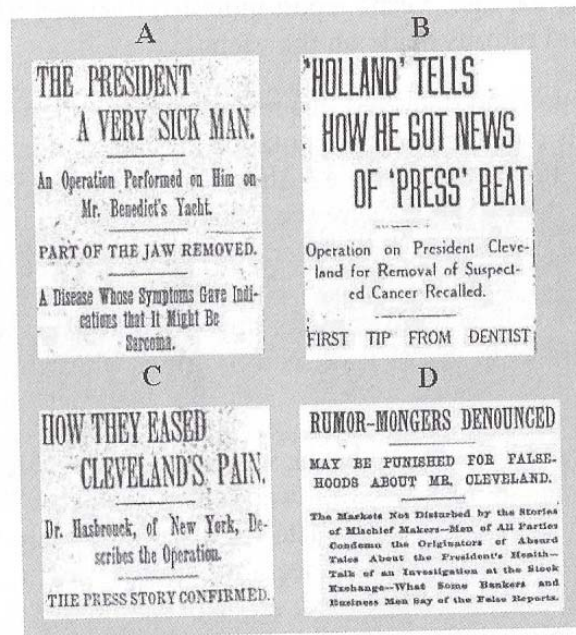 A
THE PRESIDENT
A VERY SICK MAN.
An Operation Performed on Him on
Mr. Benedict's Yacht.
PART OF THE JAW REMOVED.
A Disease Whose Symptoms Gave Indi-
cations that It Might Be
Sarcoma.
B
'HOLLAND' TELLS
HOW HE GOT NEWS
OF 'PRESS' BEAT
Operation on President Cleve-
land for Removal of Suspect-
ed Cancer Recalled.
FIRST TIP FROM DENTIST
C
HOW THEY EASED
CLEVELAND'S PAIN.
Dr. Hasbrouck, of New York, De-
scribes the Operation.
THE PRESS STORY CONFIRMED.
D
RUMOR-MONGERS DENOUNCED
MAY BE PUNISHED FOR FALSE-
HOODS ABOUT MR. CLEVELAND.
The Markets Not Disturbed by the Stories
of Mischief Makers—Men of All Parties
Condemn the Originators of Absurd
Tales About the President's Health—
Talk of an Investigation at the Stock
Exchange—What Some Bankers and
Business Men Say of the False Reports.